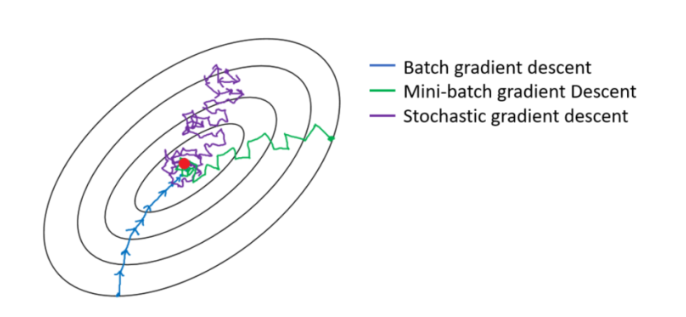 Batch gradient descent
Mini-batch gradient Descent
Stochastic gradient descent